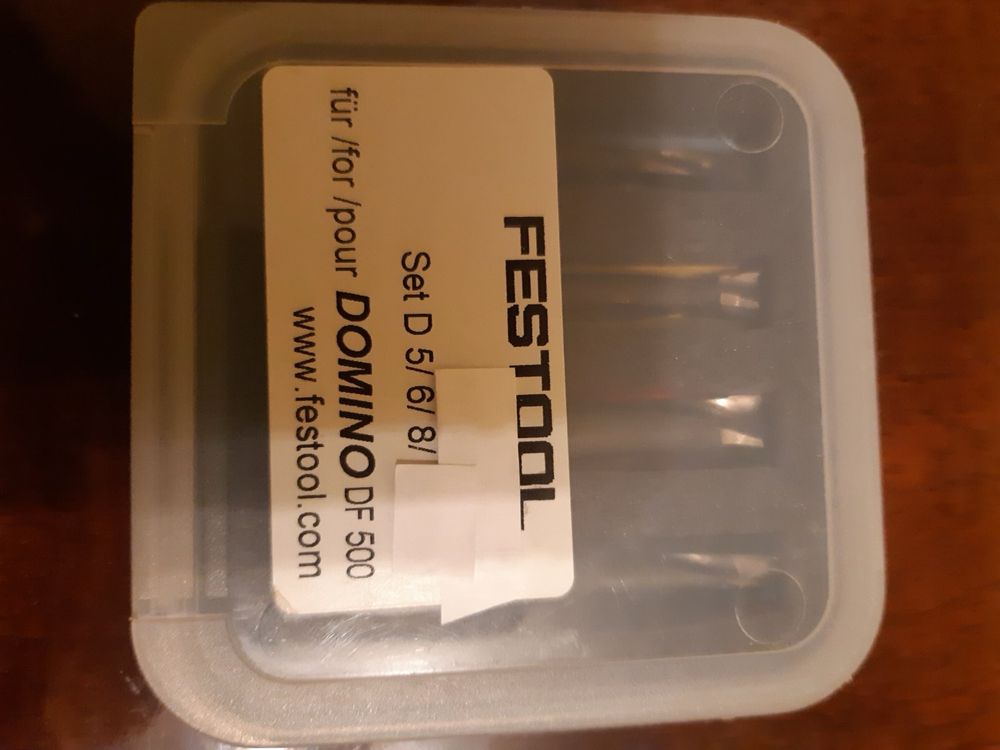 FESTOOL
Set D 5/ 6/ 8/
für /for /pour DOMINO DF 500
www.festool.com